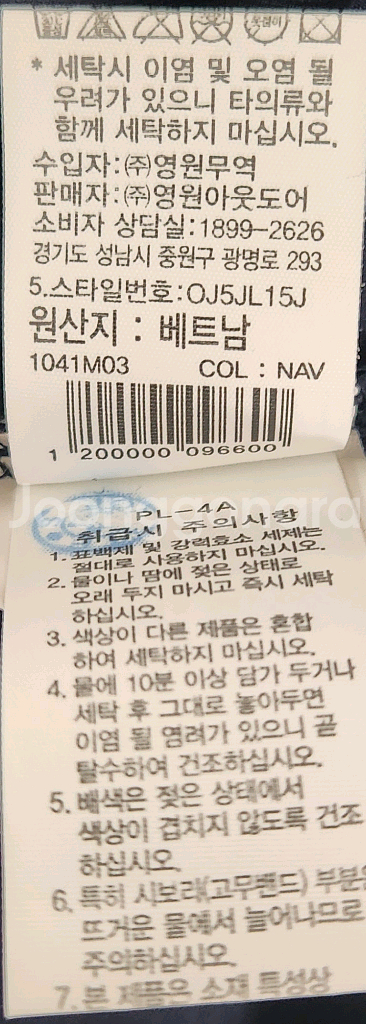 * 세탁시 이염 및 오염 될
우려가 있으니 타의류와
함께 세탁하지 마십시오.
수입자:㈜영원무역
판매자:㈜영원아웃도어
소비자 상담실:1899-2626
경기도 성남시 중원구 광명로 293
5.스타일번호:OJ5JL15J
원산지 : 베트남
1041M03 COL : NAV
1 200000 096600
Joonggonara
PL-4A
취급시 주의사항
1. 표백제 및 강력효소 세제는
절대로 사용하지 마십시오.
2. 물이나 땀에 젖은 상태로
오래 두지 마시고 즉시 세탁
하십시오.
3. 색상이 다른 제품은 혼합
하여 세탁하지 마십시오.
4. 물에 10분 이상 담가 두거나
세탁 후 그대로 놓아두면
이염 될 염려가 있으니 곧
탈수하여 건조하십시오.
5. 배색은 젖은 상태에서
색상이 겹치지 않도록 건조
하십시오.
6. 특히 시보리(고무밴드) 부분은
뜨거운 물에서 늘어나므로
주의하십시오.
7. 본 제품은 소재 특성상